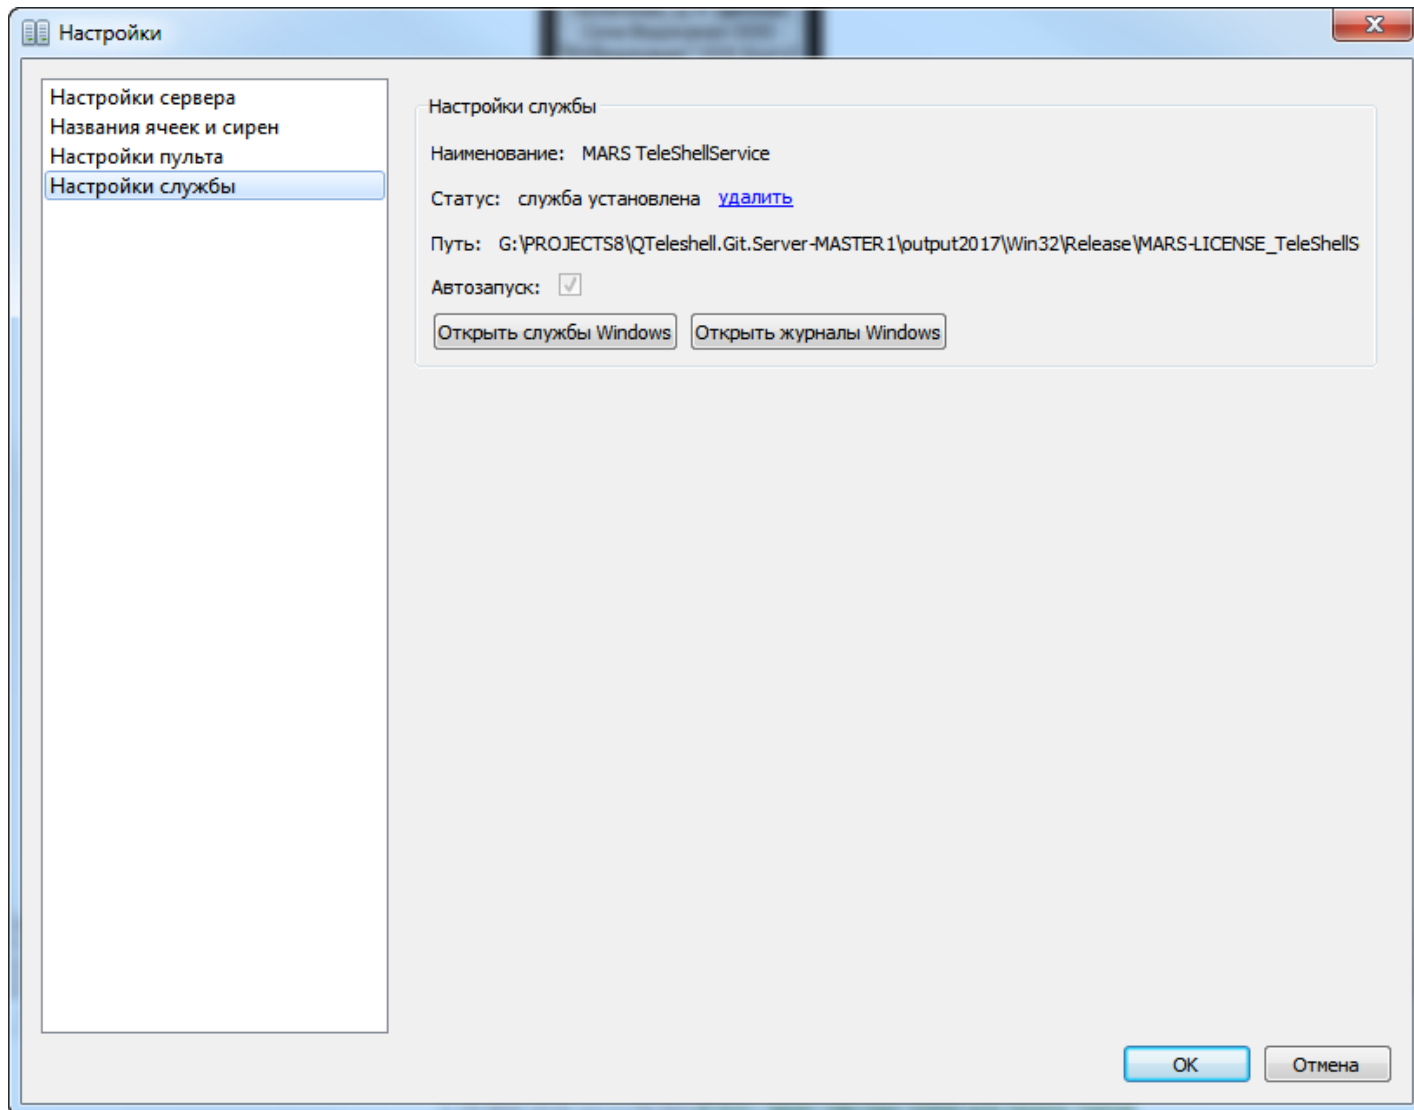 Настройки
Настройки сервера
Названия ячеек и сирен
Настройки пульта
Настройки службы
Настройки службы
Наименование: MARS TeleShellService
Статус: служба установлена удалить
Путь: G:\PROJECTS8\QTeleshell.Git.Server-MASTER1\output2017\Win32\Release\MARS-LICENSE_TeleShellS
Автозапуск:
Открыть службы Windows Открыть журналы Windows
OK Отмена